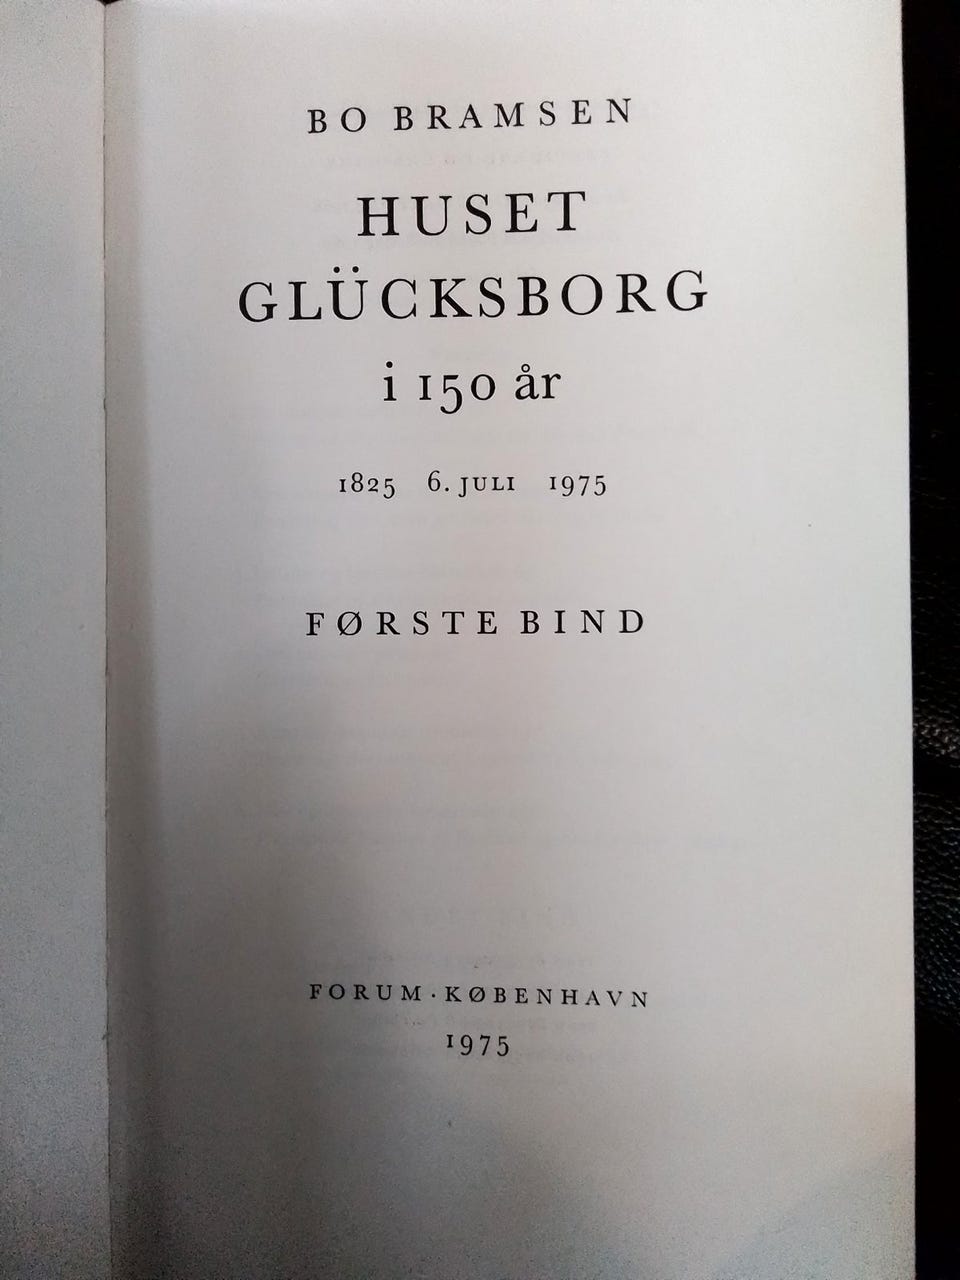 BO BRAMSEN
HUSET
GLÜCKSBORG
i 150 år
1825 6. JULI 1975
FØRSTE BIND
FORUM · KØBENHAVN
1975